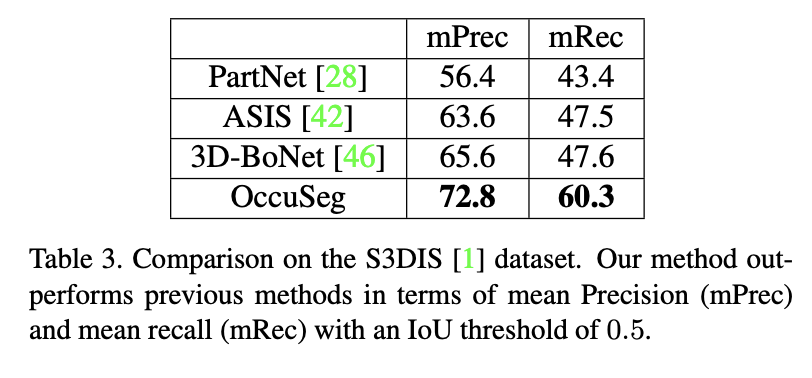 mPrec mRec
PartNet [28] 56.4 43.4
ASIS [42] 63.6 47.5
3D-BoNet [46] 65.6 47.6
OccuSeg 72.8 60.3
Table 3. Comparison on the S3DIS [1] dataset. Our method out-
performs previous methods in terms of mean Precision (mPrec)
and mean recall (mRec) with an IoU threshold of 0.5.